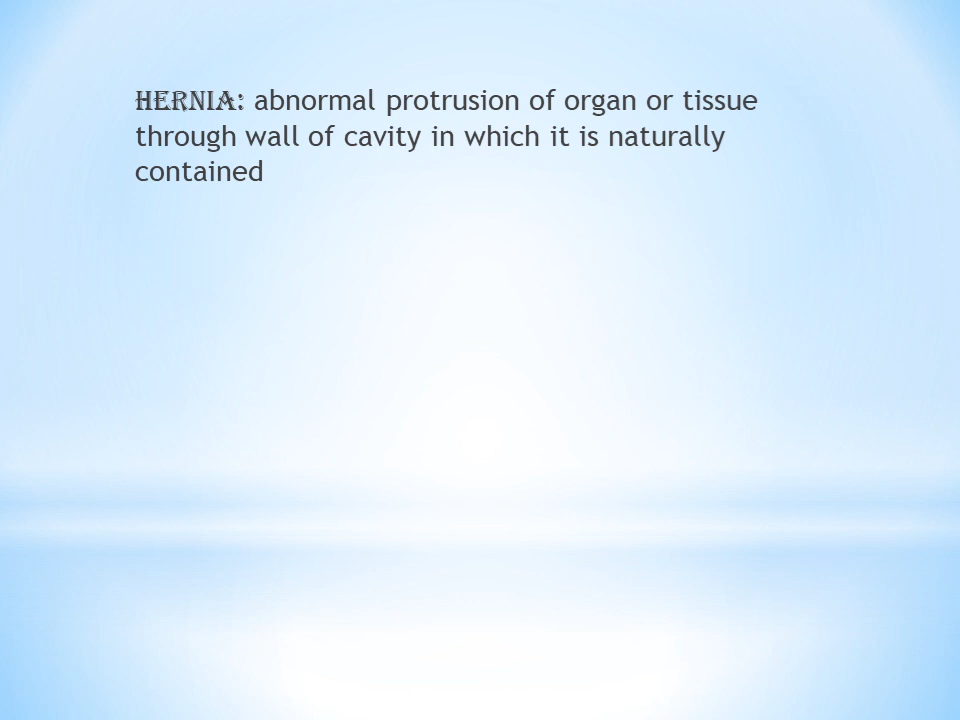 HERNIA: abnormal protrusion of organ or tissue
through wall of cavity in which it is naturally
contained